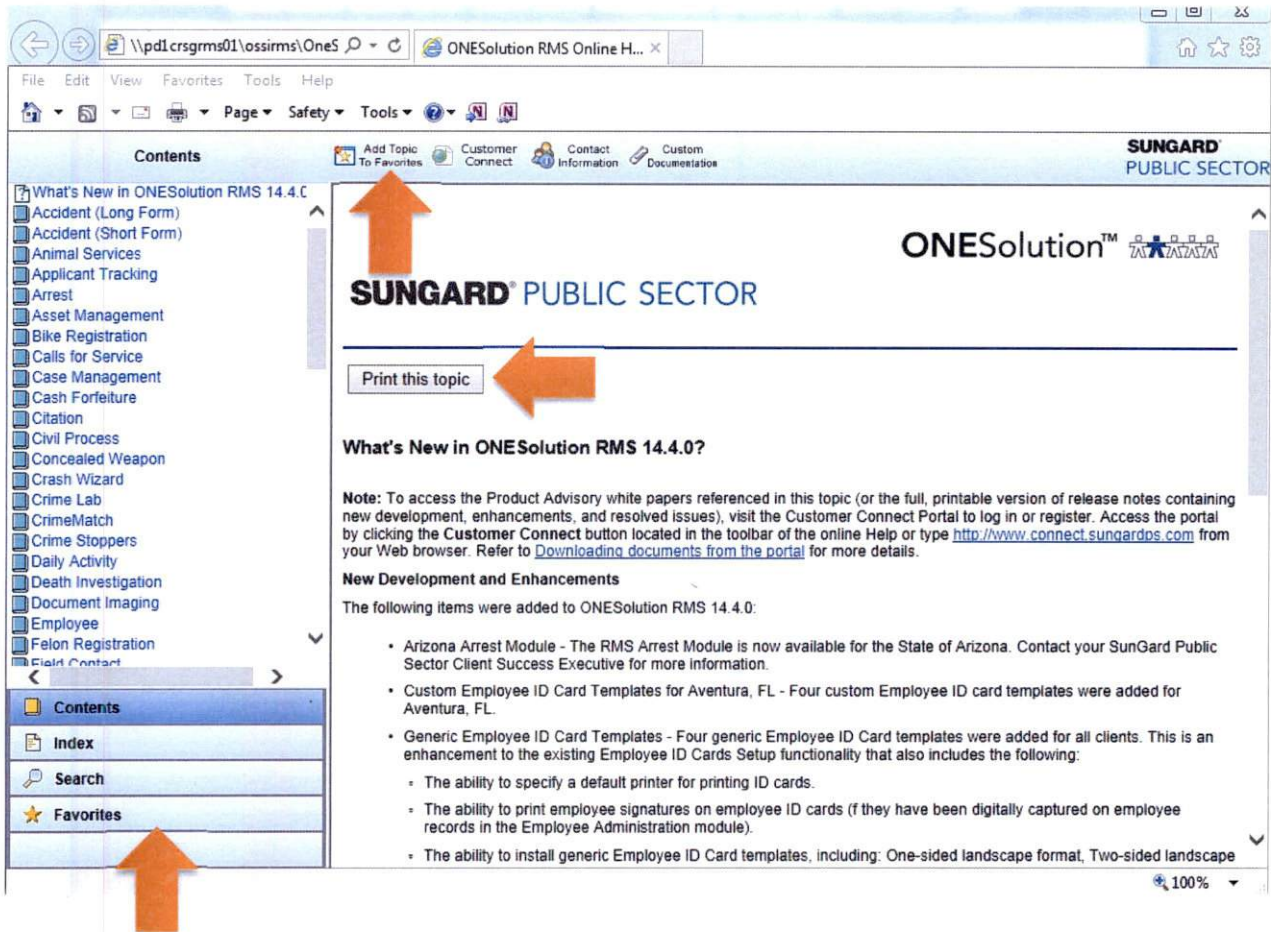 \\pd1crsgrms01\ossirms\OneS
ONESolution RMS Online H...
File Edit View Favorites Tools Help
Page Safety Tools
Contents
Add Topic To Favorites
Customer Connect
Contact Information
Custom Documentation
SUNGARD®
PUBLIC SECTOR
What's New in ONESolution RMS 14.4.0
Accident (Long Form)
Accident (Short Form)
Animal Services
Applicant Tracking
Arrest
Asset Management
Bike Registration
Calls for Service
Case Management
Cash Forfeiture
Citation
Civil Process
Concealed Weapon
Crash Wizard
Crime Lab
CrimeMatch
Crime Stoppers
Daily Activity
Death Investigation
Document Imaging
Employee
Felon Registration
Field Contact
Contents
Index
Search
Favorites
ONESolution™
SUNGARD® PUBLIC SECTOR
Print this topic
What's New in ONESolution RMS 14.4.0?
Note: To access the Product Advisory white papers referenced in this topic (or the full, printable version of release notes containing
new development, enhancements, and resolved issues), visit the Customer Connect Portal to log in or register. Access the portal
by clicking the Customer Connect button located in the toolbar of the online Help or type http://www.connect.sungardps.com from
your Web browser. Refer to Downloading documents from the portal for more details.
New Development and Enhancements
The following items were added to ONESolution RMS 14.4.0:
• Arizona Arrest Module - The RMS Arrest Module is now available for the State of Arizona. Contact your SunGard Public
Sector Client Success Executive for more information.
• Custom Employee ID Card Templates for Aventura, FL - Four custom Employee ID card templates were added for
Aventura, FL.
• Generic Employee ID Card Templates - Four generic Employee ID Card templates were added for all clients. This is an
enhancement to the existing Employee ID Cards Setup functionality that also includes the following:
▫ The ability to specify a default printer for printing ID cards.
▫ The ability to print employee signatures on employee ID cards (if they have been digitally captured on employee
records in the Employee Administration module).
▫ The ability to install generic Employee ID Card templates, including: One-sided landscape format, Two-sided landscape
100%